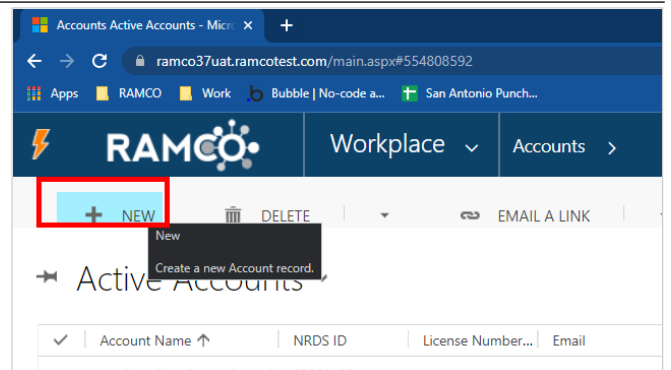 Accounts Active Accounts - Micr
ramco37uat.ramcotest.com/main.aspx#554808592
Apps RAMCO Work Bubble | No-code a... San Antonio Punch...
RAMCO Workplace Accounts
NEW DELETE EMAIL A LINK
New
Create a new Account record.
Active Accounts
Account Name NRDS ID License Number... Email